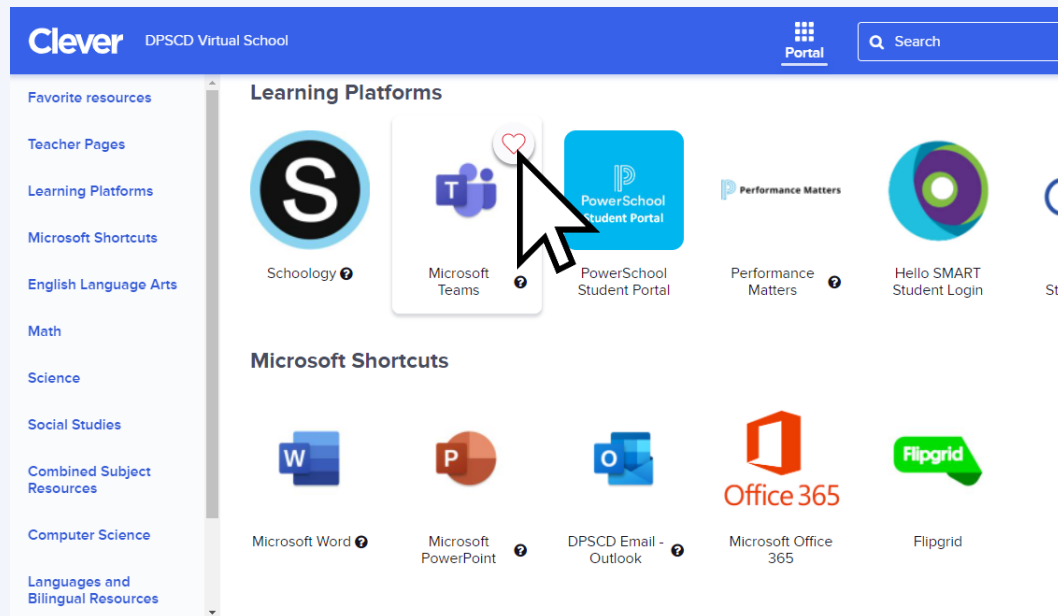 Clever DPSCD Virtual School Portal Search
Favorite resources
Teacher Pages
Learning Platforms
Microsoft Shortcuts
English Language Arts
Math
Science
Social Studies
Combined Subject
Resources
Computer Science
Languages and
Bilingual Resources
Learning Platforms
S
T
PowerSchool
Student Portal
Performance Matters
Schoology ?
Microsoft
Teams ?
PowerSchool
Student Portal
Performance
Matters ?
Hello SMART
Student Login
St
Microsoft Shortcuts
W
P
O
Office 365
Flipgrid
Microsoft Word ?
Microsoft
PowerPoint ?
DPSCD Email -
Outlook ?
Microsoft Office
365
Flipgrid